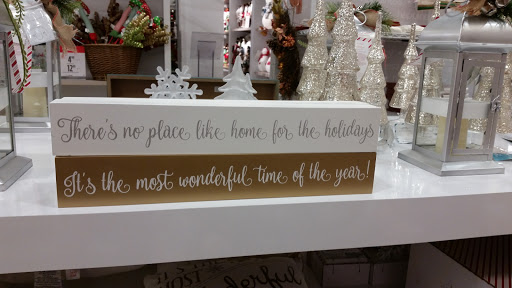 There's no place like home for the holidays
It's the most wonderful time of the year!